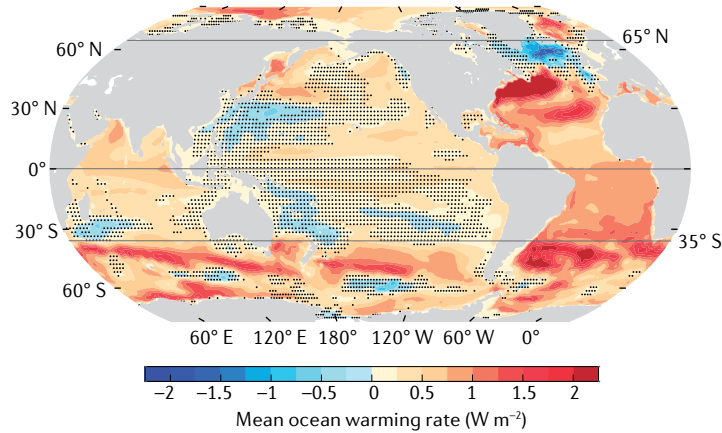 60° N
65° N
30° N
0°
30° S
35° S
60° S
60° E 120° E 180° 120° W 60° W 0°
−2 −1.5 −1 −0.5 0 0.5 1 1.5 2
Mean ocean warming rate (W m⁻²)